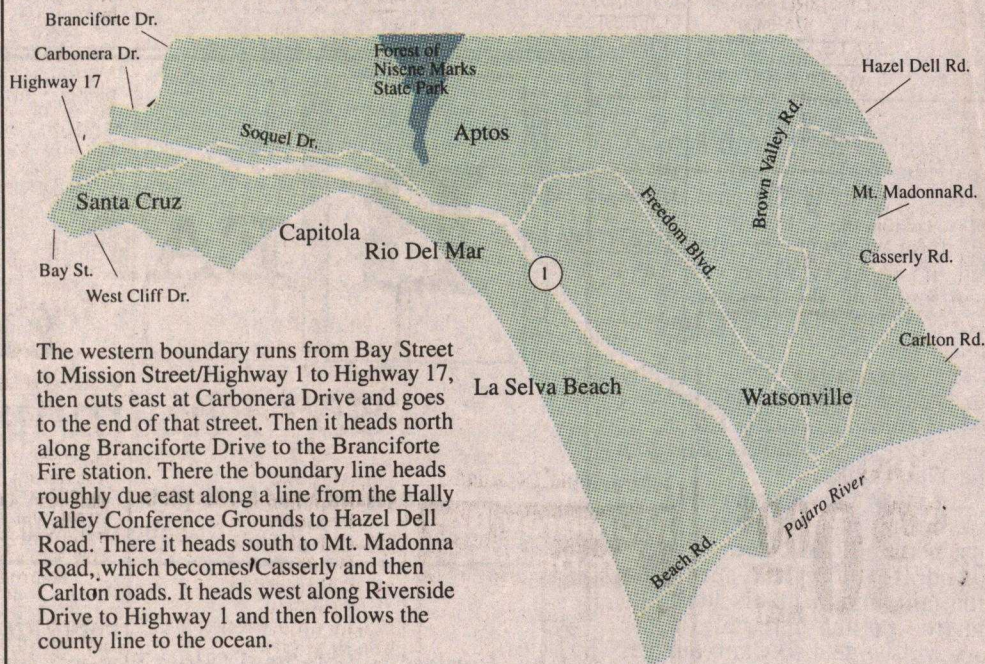 Branciforte Dr.
Carbonera Dr.
Highway 17
Forest of
Nisene Marks
State Park
Hazel Dell Rd.
Soquel Dr.
Aptos
Brown Valley Rd.
Santa Cruz
Freedom Blvd.
Mt. MadonnaRd.
Capitola
Rio Del Mar
Casserly Rd.
Bay St.
1
West Cliff Dr.
Carlton Rd.
The western boundary runs from Bay Street
to Mission Street/Highway 1 to Highway 17,
then cuts east at Carbonera Drive and goes
to the end of that street. Then it heads north
along Branciforte Drive to the Branciforte
Fire station. There the boundary line heads
roughly due east along a line from the Hally
Valley Conference Grounds to Hazel Dell
Road. There it heads south to Mt. Madonna
Road, which becomes Casserly and then
Carlton roads. It heads west along Riverside
Drive to Highway 1 and then follows the
county line to the ocean.
La Selva Beach
Watsonville
Pajaro River
Beach Rd.